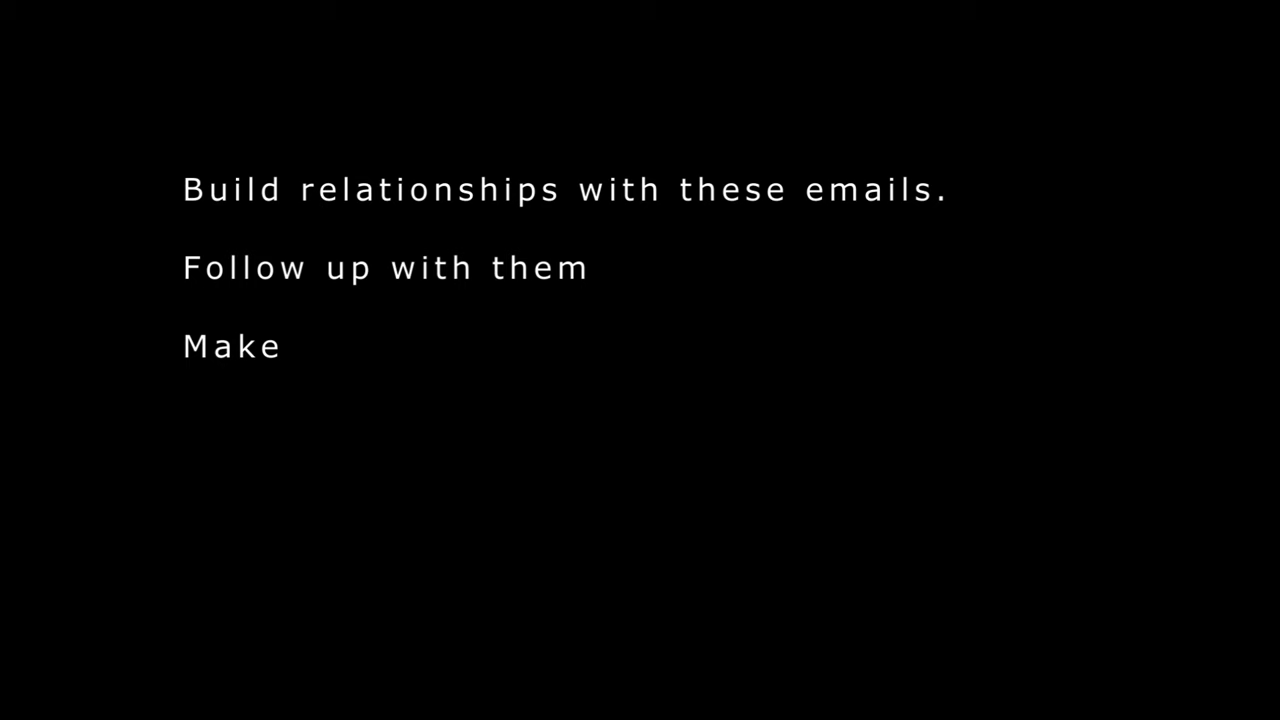 Build relationships with these emails.
Follow up with them
Make